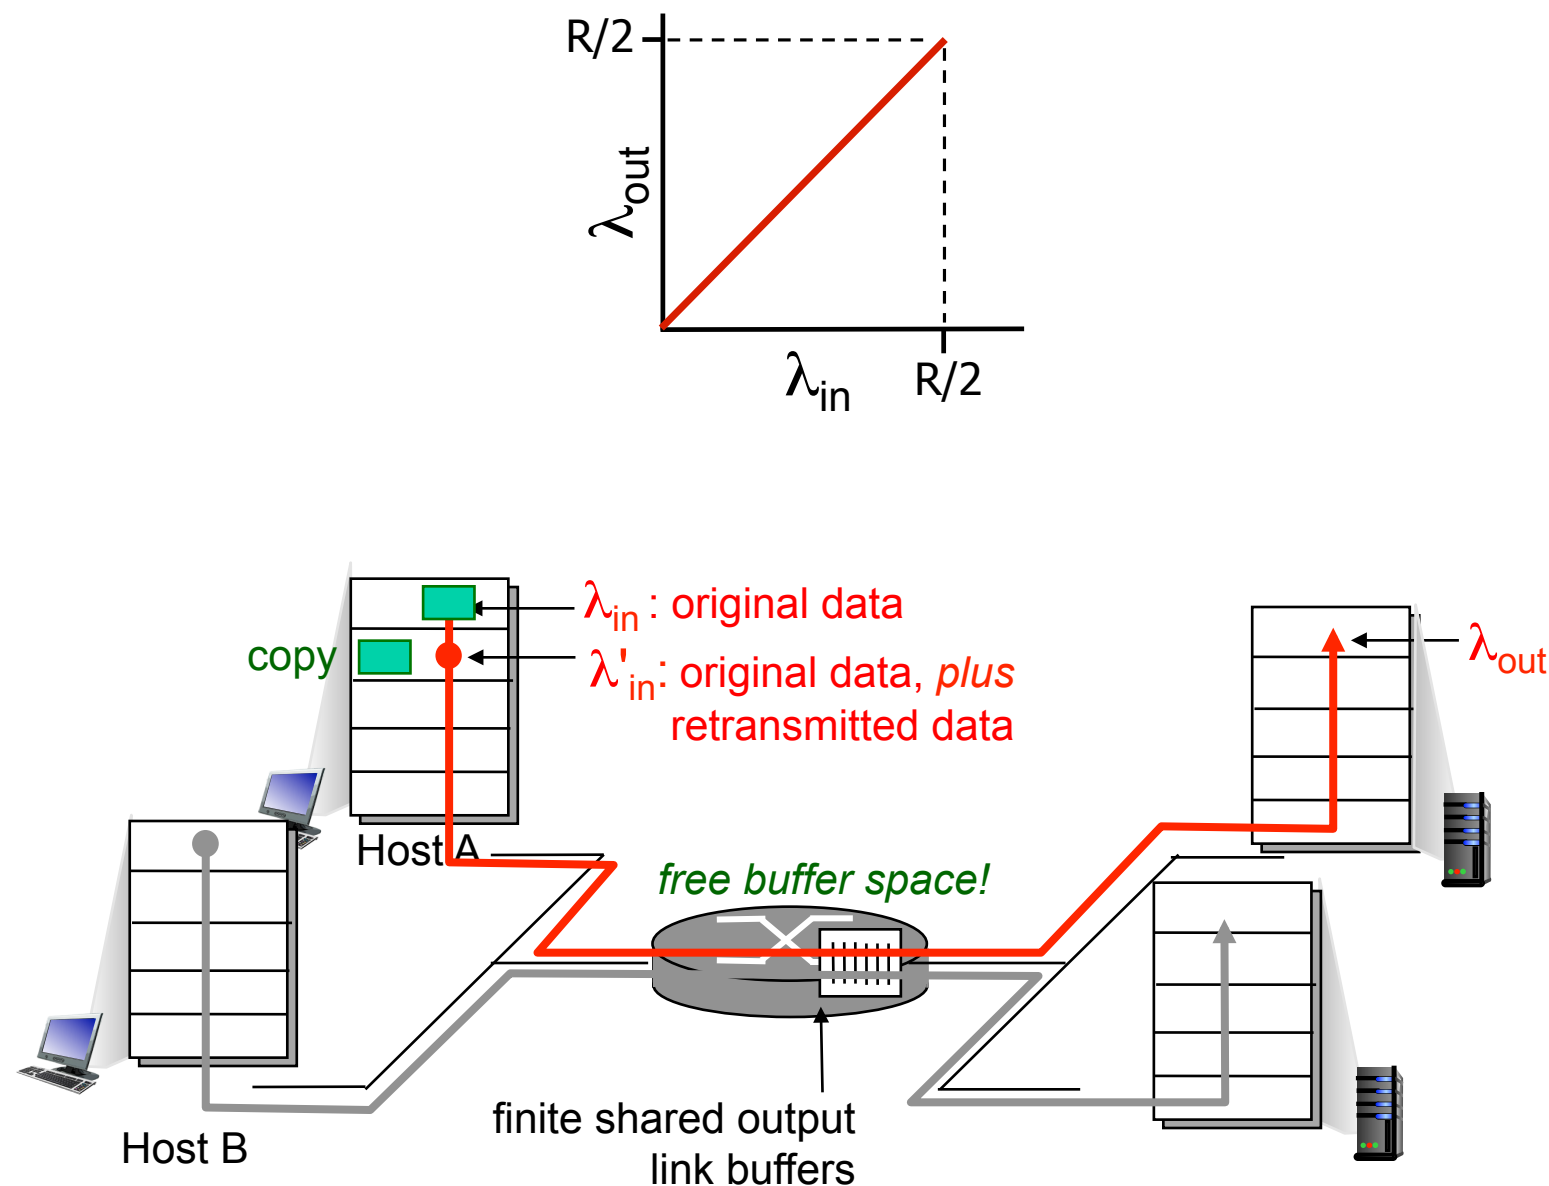 R/2
λout
λin
R/2
λin : original data
copy
λ'in: original data, plus
retransmitted data
λout
Host A
free buffer space!
finite shared output
link buffers
Host B